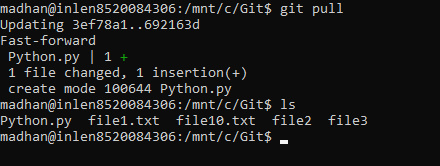 madhan@inlen8520084306:/mnt/c/Git$ git pull
Updating 3ef78a1..692163d
Fast-forward
 Python.py | 1 +
 1 file changed, 1 insertion(+)
 create mode 100644 Python.py
madhan@inlen8520084306:/mnt/c/Git$ ls
Python.py  file1.txt  file10.txt  file2  file3
madhan@inlen8520084306:/mnt/c/Git$